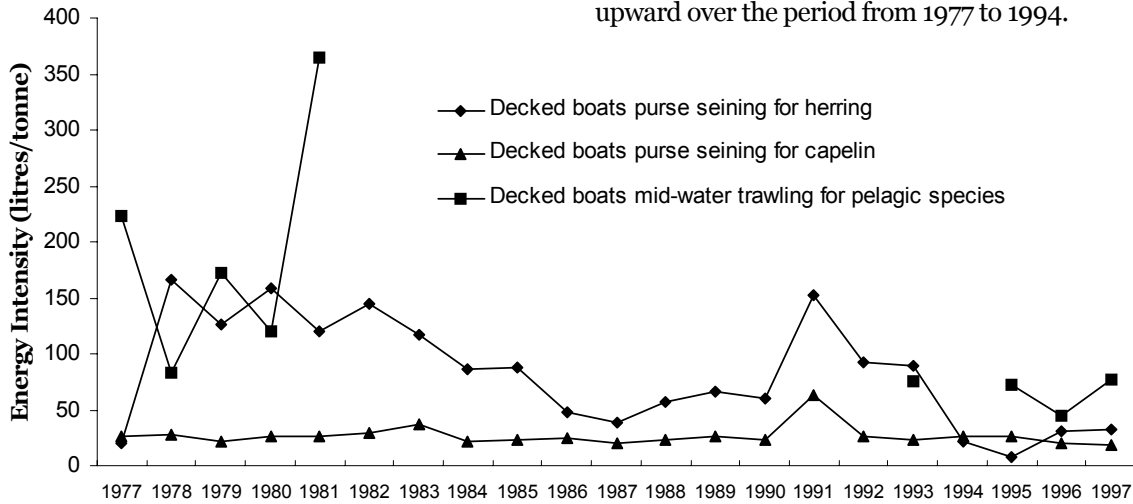 upward over the period from 1977 to 1994.
400
350
300
250
200
150
100
50
0
Energy Intensity (litres/tonne)
Decked boats purse seining for herring
Decked boats purse seining for capelin
Decked boats mid-water trawling for pelagic species
1977 1978 1979 1980 1981 1982 1983 1984 1985 1986 1987 1988 1989 1990 1991 1992 1993 1994 1995 1996 1997